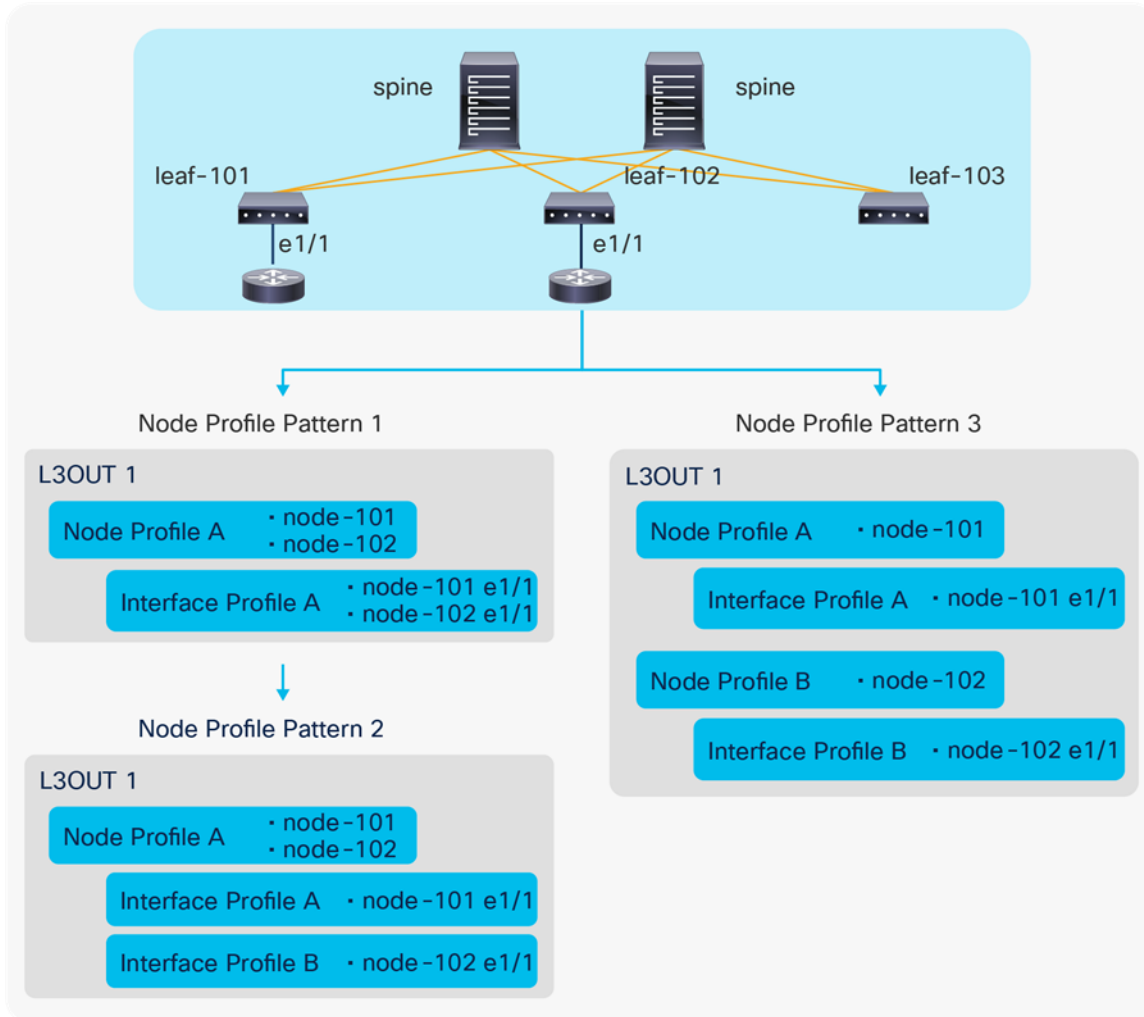 spine
spine
leaf-101
leaf-102
leaf-103
e1/1
e1/1
Node Profile Pattern 1
L3OUT 1
Node Profile A
· node-101
· node-102
Interface Profile A
· node-101 e1/1
· node-102 e1/1
Node Profile Pattern 2
L3OUT 1
Node Profile A
· node-101
· node-102
Interface Profile A · node-101 e1/1
Interface Profile B · node-102 e1/1
Node Profile Pattern 3
L3OUT 1
Node Profile A · node-101
Interface Profile A · node-101 e1/1
Node Profile B · node-102
Interface Profile B · node-102 e1/1